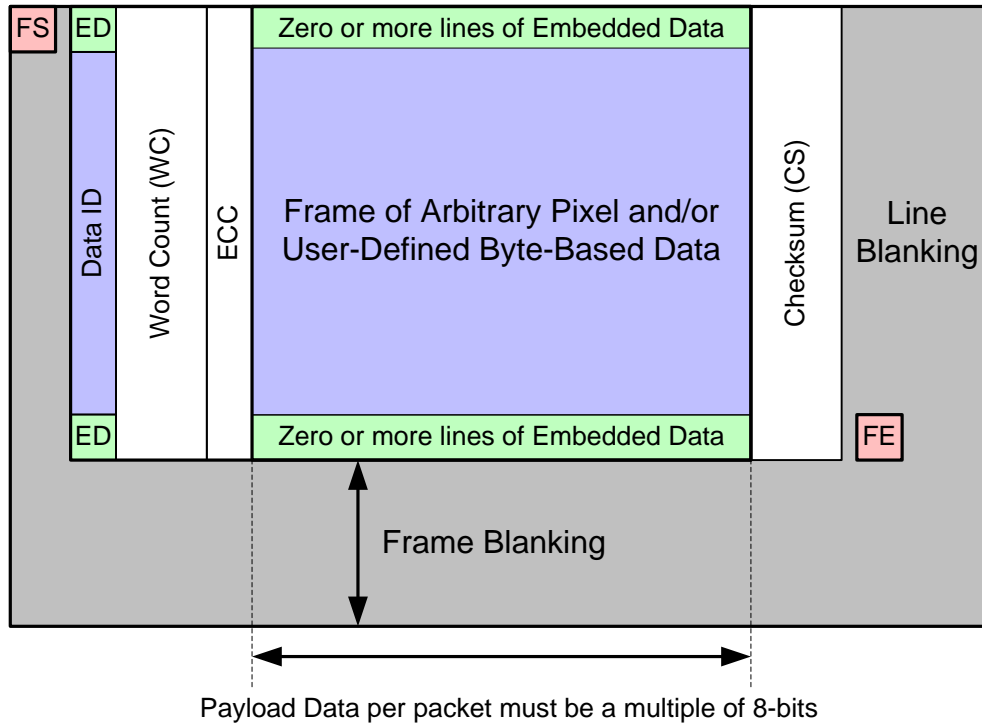 FS
ED
Zero or more lines of Embedded Data
Data ID
Word Count (WC)
ECC
Frame of Arbitrary Pixel and/or
User-Defined Byte-Based Data
Checksum (CS)
Line
Blanking
ED
Zero or more lines of Embedded Data
FE
Frame Blanking
Payload Data per packet must be a multiple of 8-bits